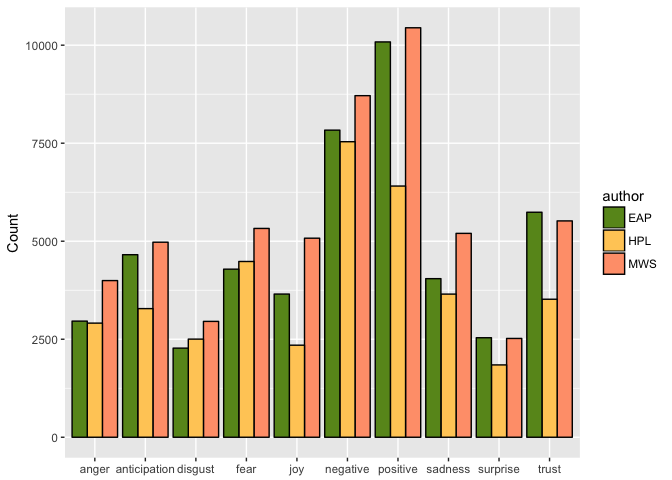 10000
7500
5000
2500
0
Count
anger anticipation disgust fear joy negative positive sadness surprise trust
author
EAP
HPL
MWS